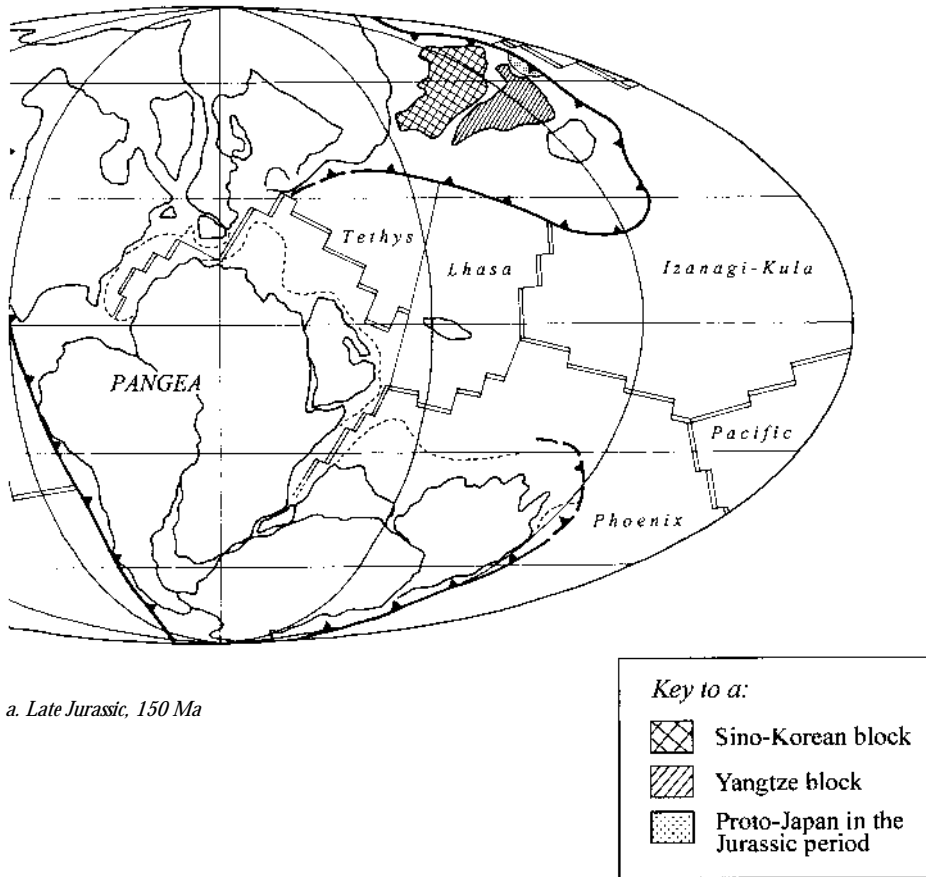 Tethys
Lhasa
Izanagi-Kula
PANGEA
Pacific
Phoenix
a. Late Jurassic, 150 Ma
Key to a:
Sino-Korean block
Yangtze block
Proto-Japan in the
Jurassic period